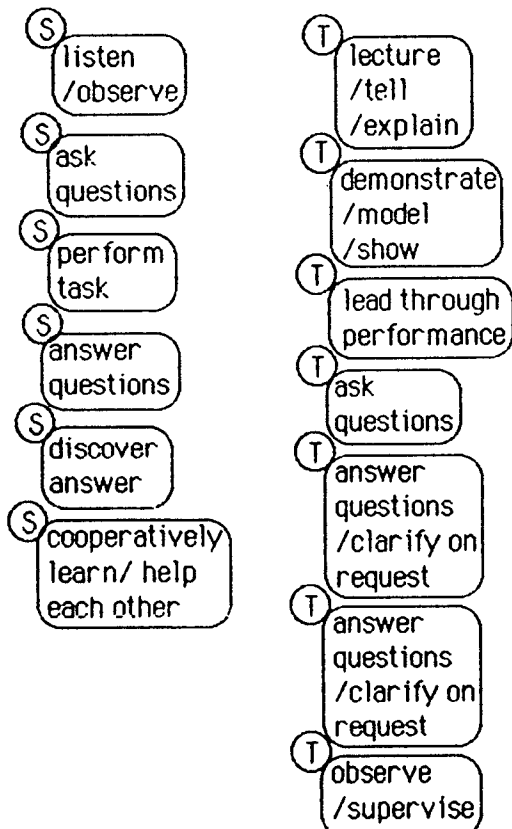 S
listen
/observe
S
ask
questions
S
perform
task
S
answer
questions
S
discover
answer
S
cooperatively
learn/ help
each other
T
lecture
/tell
/explain
T
demonstrate
/model
/show
T
lead through
performance
T
ask
questions
T
answer
questions
/clarify on
request
T
answer
questions
/clarify on
request
T
observe
/supervise